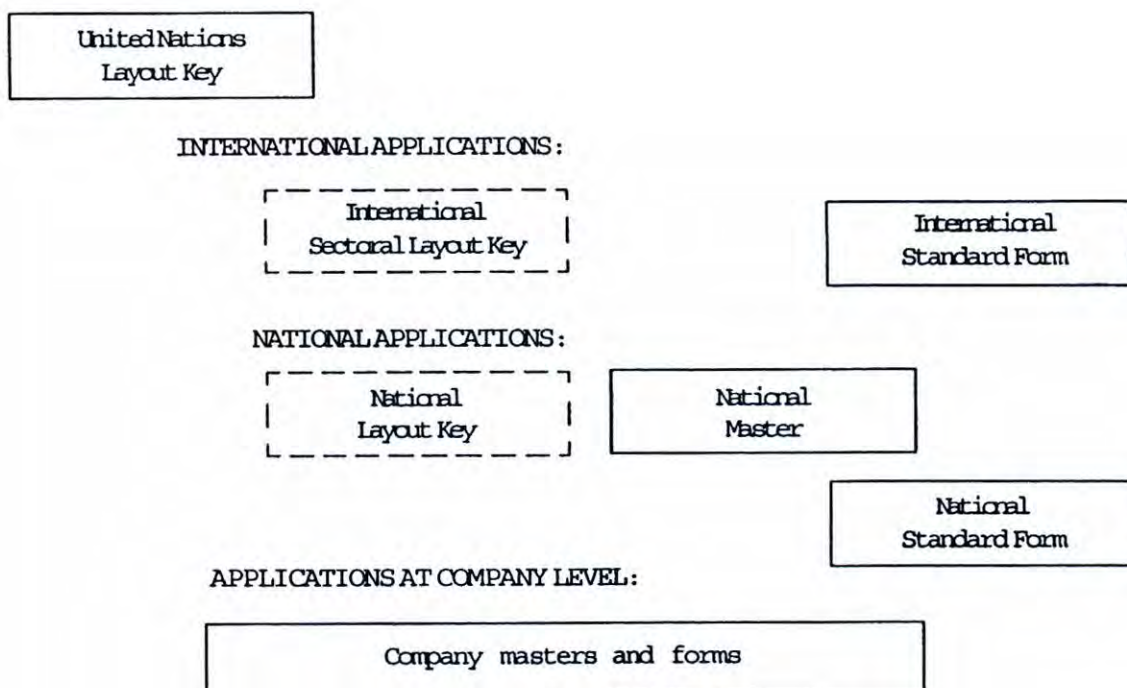 United Nations
Layout Key
INTERNATIONAL APPLICATIONS:
International
Sectoral Layout Key
International
Standard Form
NATIONAL APPLICATIONS:
National
Layout Key
National
Master
National
Standard Form
APPLICATIONS AT COMPANY LEVEL:
Company masters and forms